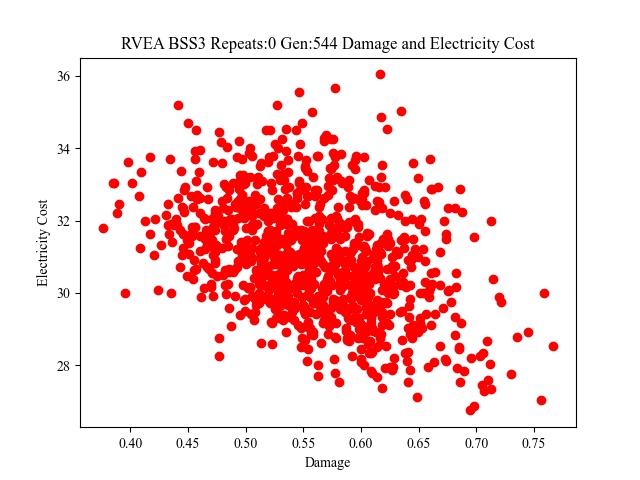 RVEA BSS3 Repeats:0 Gen:544 Damage and Electricity Cost
36
34
32
30
28
Electricity Cost
0.40 0.45 0.50 0.55 0.60 0.65 0.70 0.75
Damage